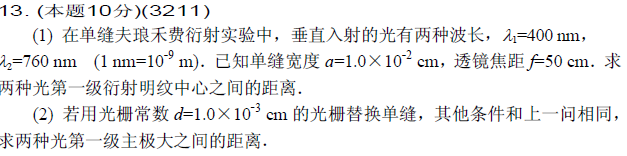 13. (本题10分)(3211)
(1) 在单缝夫琅禾费衍射实验中，垂直入射的光有两种波长，λ₁=400 nm，
λ₂=760 nm (1 nm=10⁻⁹ m)．已知单缝宽度 a=1.0×10⁻² cm，透镜焦距 f=50 cm．求
两种光第一级衍射明纹中心之间的距离．
(2) 若用光栅常数 d=1.0×10⁻³ cm 的光栅替换单缝，其他条件和上一问相同，
求两种光第一级主极大之间的距离．